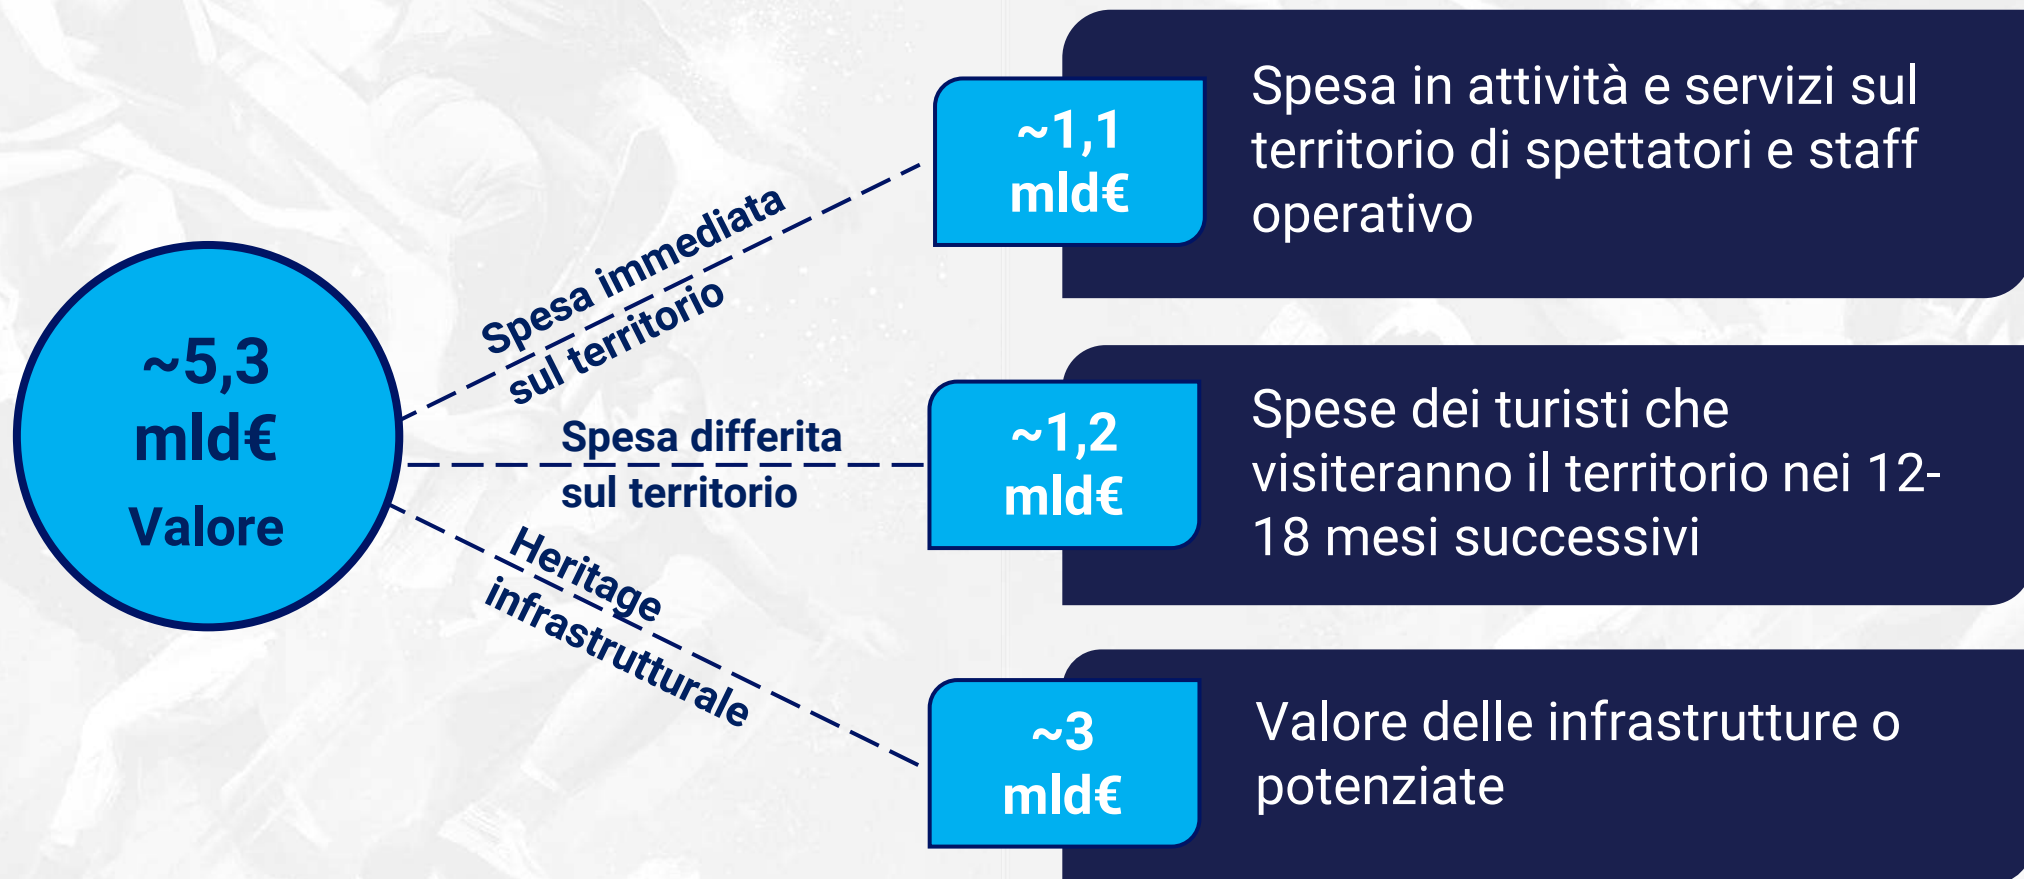 ~5,3
mld€
Valore
Spesa immediata
sul territorio
~1,1
mld€
Spesa in attività e servizi sul
territorio di spettatori e staff
operativo
Spesa differita
sul territorio
~1,2
mld€
Spese dei turisti che
visiteranno il territorio nei 12-
18 mesi successivi
Heritage
infrastrutturale
~3
mld€
Valore delle infrastrutture o
potenziate